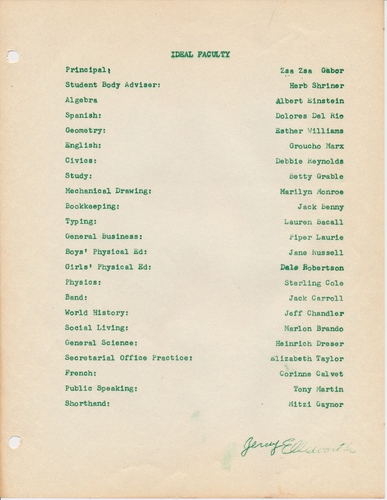 IDEAL FACULTY
Principal: Zsa Zsa Gabor
Student Body Adviser: Herb Shriner
Algebra Albert Einstein
Spanish: Dolores Del Rio
Geometry: Esther Williams
English: Groucho Marx
Civics: Debbie Reynolds
Study: Betty Grable
Mechanical Drawing: Marilyn Monroe
Bookkeeping: Jack Benny
Typing: Lauren Bacall
General Business: Piper Laurie
Boys' Physical Ed: Jane Russell
Girls' Physical Ed: Dale Robertson
Physics: Sterling Cole
Band: Jack Carroll
World History: Jeff Chandler
Social Living: Marlon Brando
General Science: Heinrich Dreser
Secretarial Office Practice: Elizabeth Taylor
French: Corinne Calvet
Public Speaking: Tony Martin
Shorthand: Mitzi Gaynor
Jerry Ellsworth